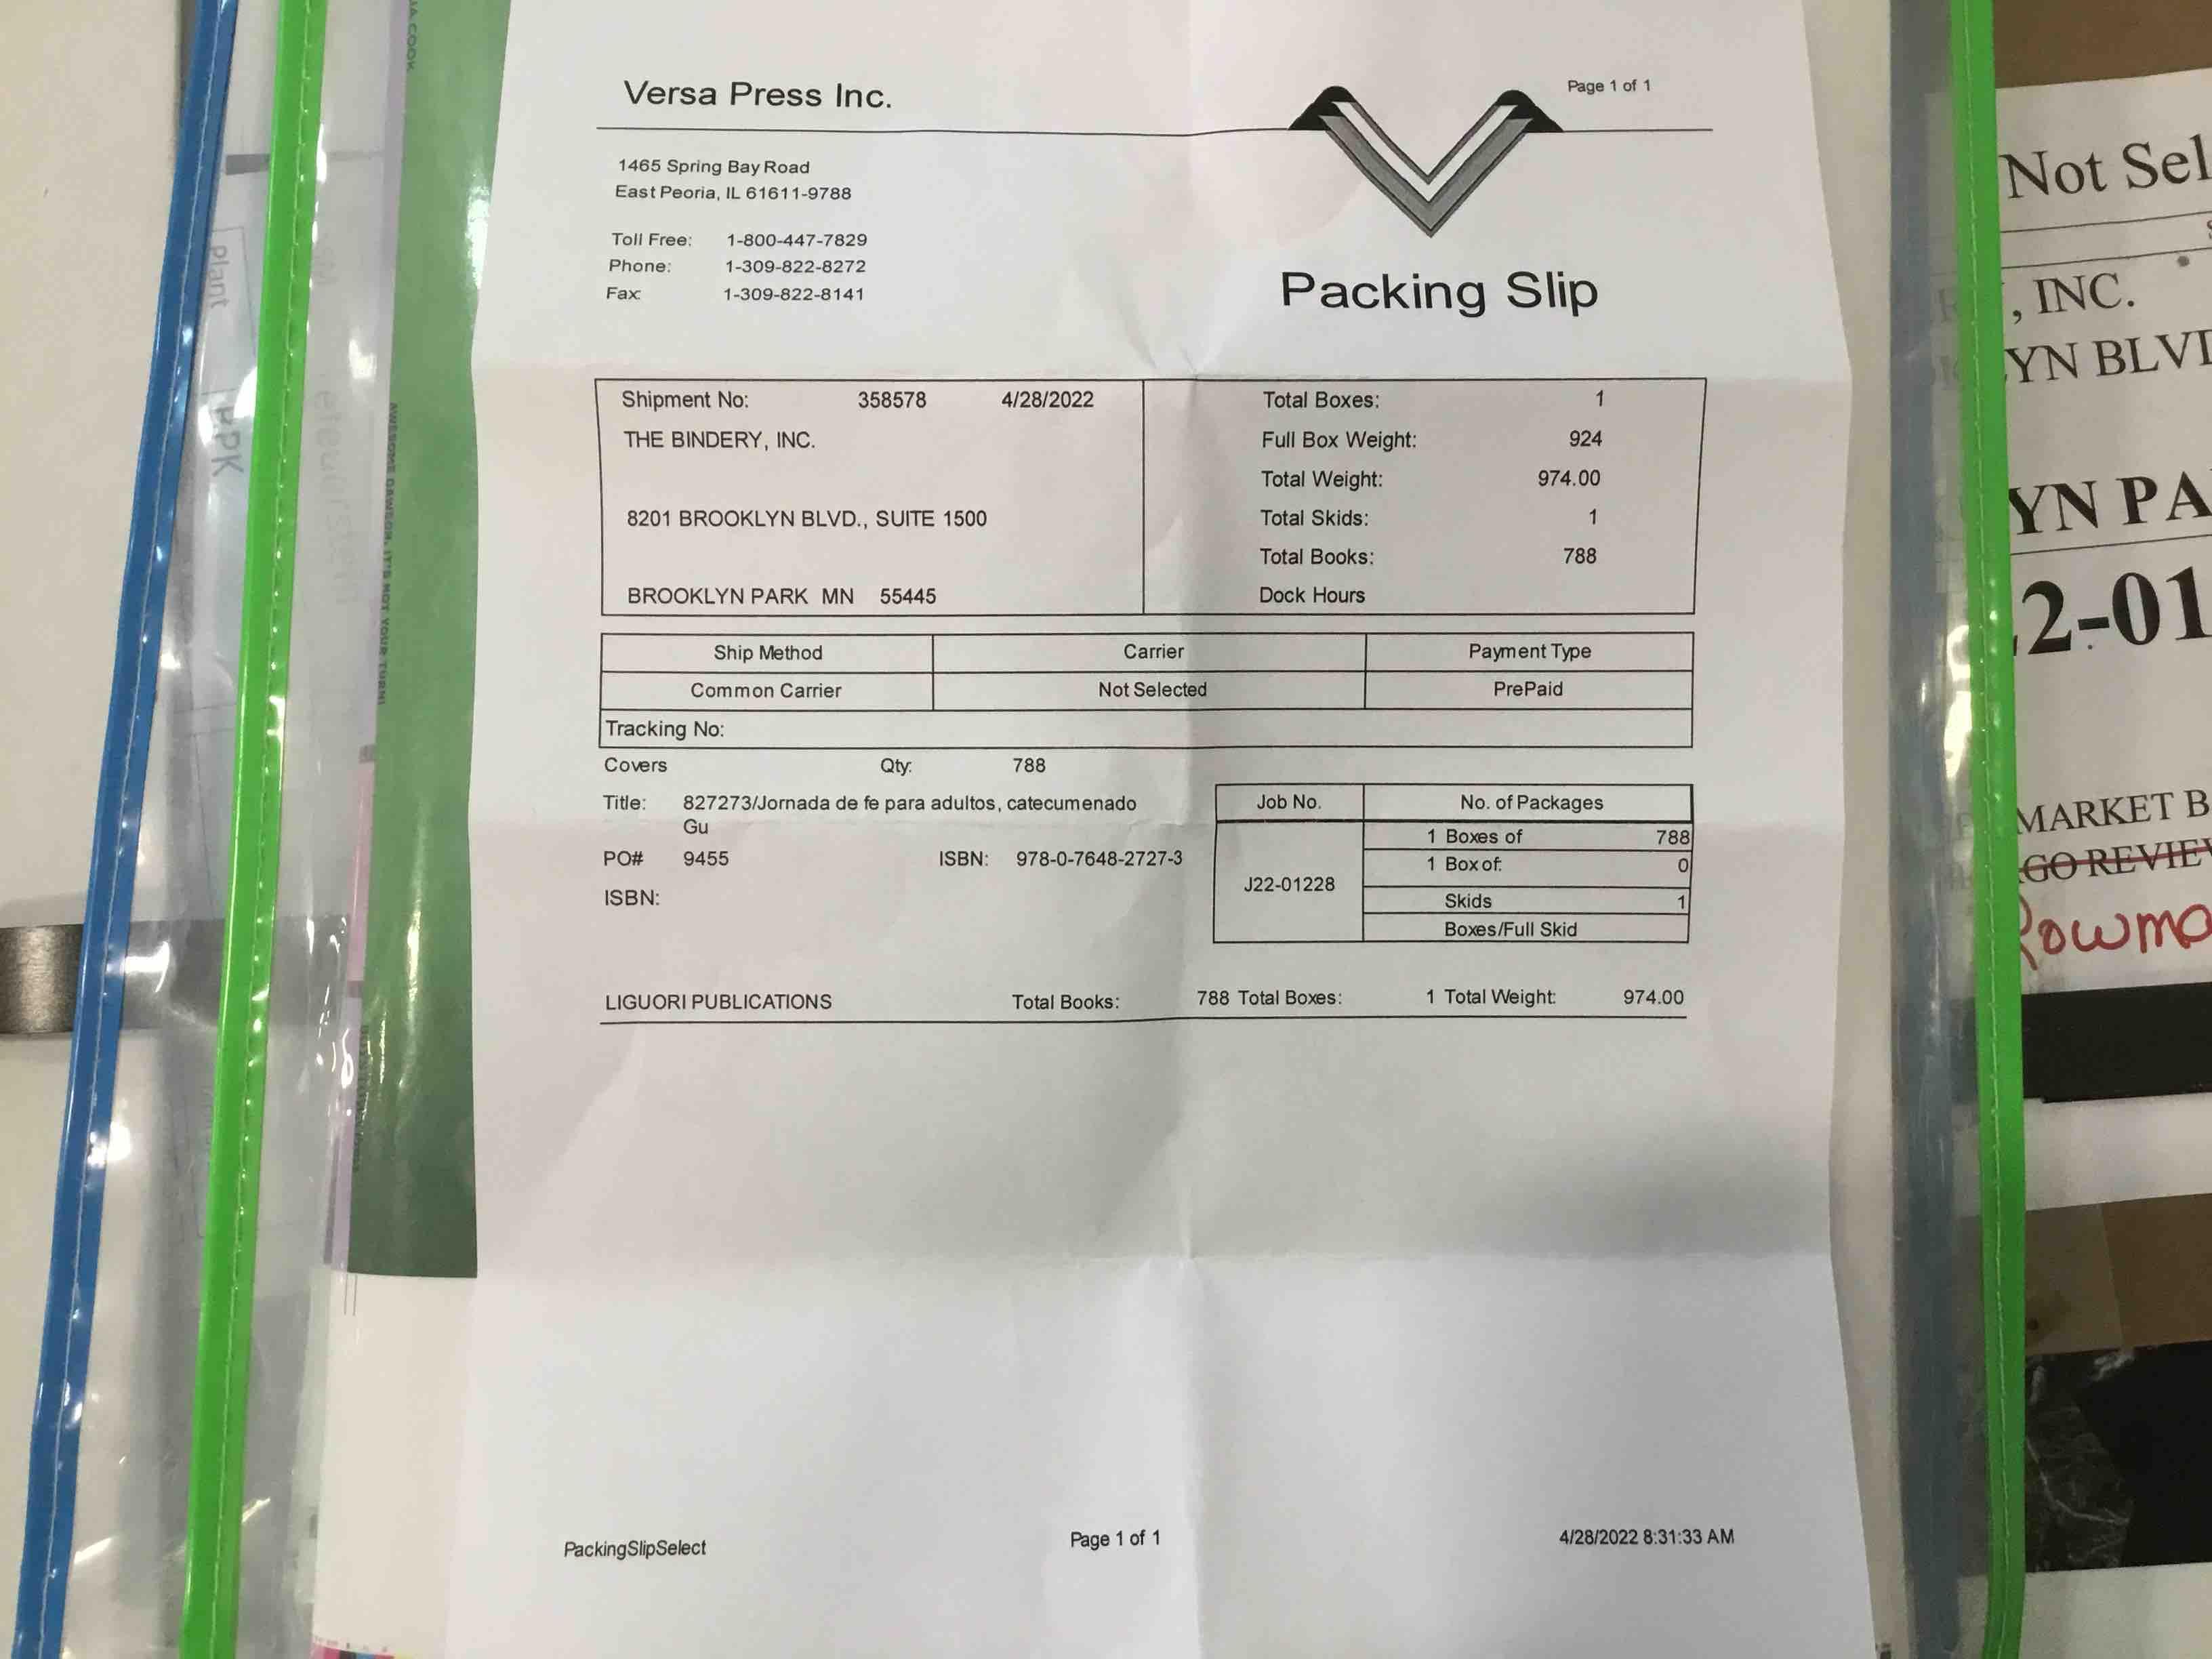 Versa Press Inc.
Page 1 of 1
1465 Spring Bay Road
East Peoria, IL 61611-9788
Toll Free: 1-800-447-7829
Phone: 1-309-822-8272
Fax: 1-309-822-8141
Packing Slip
Shipment No: 358578 4/28/2022
THE BINDERY, INC.
8201 BROOKLYN BLVD., SUITE 1500
BROOKLYN PARK MN 55445
Total Boxes: 1
Full Box Weight: 924
Total Weight: 974.00
Total Skids: 1
Total Books: 788
Dock Hours
Ship Method Carrier Payment Type
Common Carrier Not Selected PrePaid
Tracking No:
Covers Qty: 788
Title: 827273/Jornada de fe para adultos, catecumenado
Gu
PO# 9455 ISBN: 978-0-7648-2727-3
ISBN:
Job No. No. of Packages
J22-01228
1 Boxes of 788
1 Box of: 0
Skids 1
Boxes/Full Skid
LIGUORI PUBLICATIONS Total Books: 788 Total Boxes: 1 Total Weight: 974.00
PackingSlipSelect Page 1 of 1 4/28/2022 8:31:33 AM
Not Sel
, INC.
YN BLV
YN PA
2-01
MARKET B
GO REVIE
Rowma
Plant
PPK